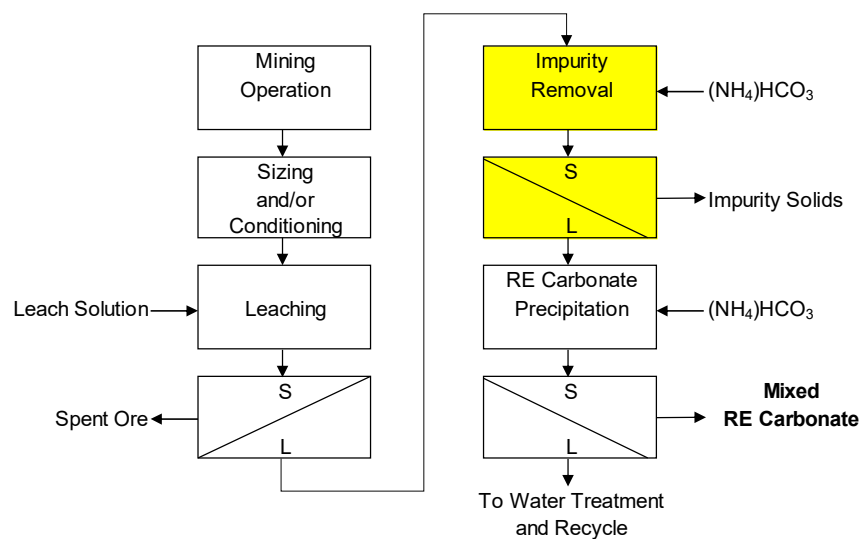 Mining
Operation
Sizing
and/or
Conditioning
Leach Solution
Leaching
S
L
Spent Ore
Impurity
Removal
(NH₄)HCO₃
S
L
Impurity Solids
RE Carbonate
Precipitation
(NH₄)HCO₃
S
L
Mixed
RE Carbonate
To Water Treatment
and Recycle